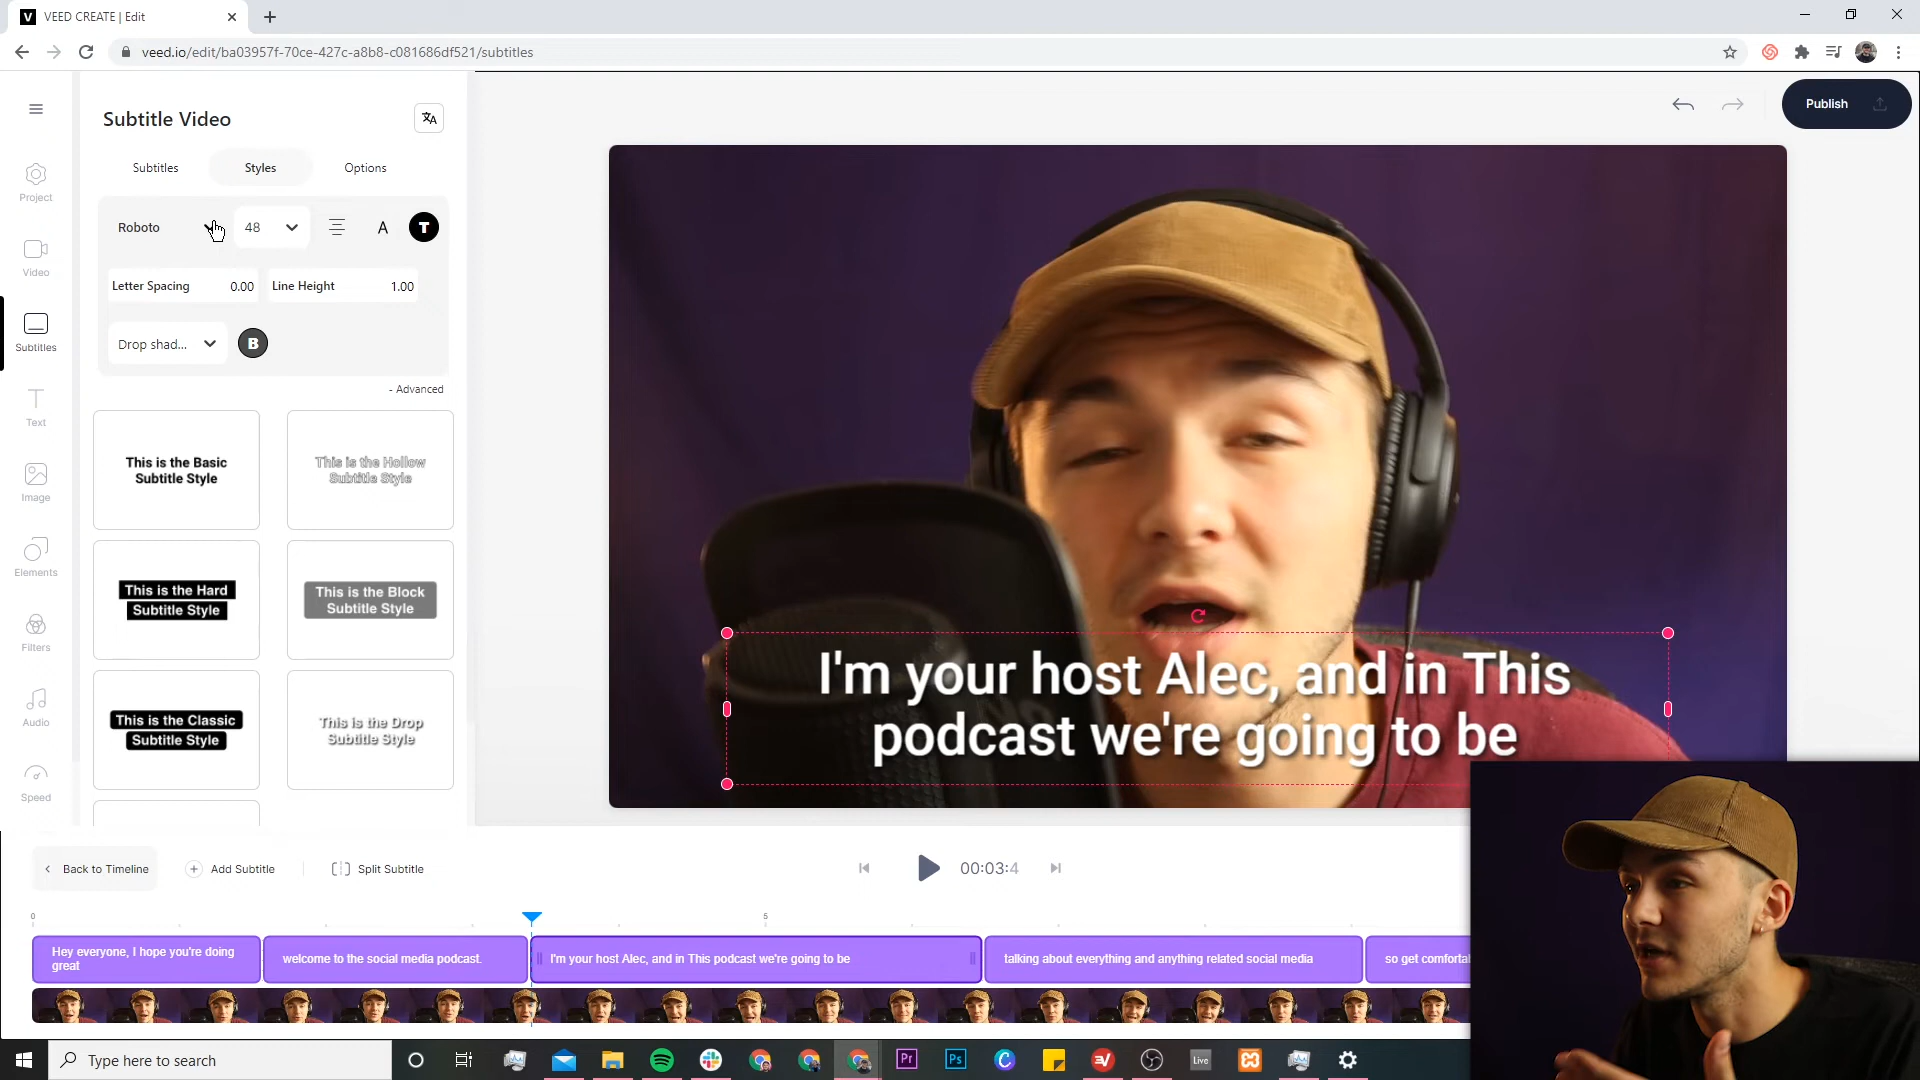 VEED CREATE | Edit
veed.io/edit/ba03957f-70ce-427c-a8b8-c081686df521/subtitles
Subtitle Video
Publish
Subtitles
Styles
Options
Project
Roboto
48
A
T
Video
Letter Spacing
0.00
Line Height
1.00
Subtitles
Drop shad...
B
- Advanced
Text
This is the Basic
Subtitle Style
This is the Hollow
Subtitle Style
Image
Elements
This is the Hard
Subtitle Style
This is the Block
Subtitle Style
Filters
Audio
This is the Classic
Subtitle Style
This is the Drop
Subtitle Style
Speed
I'm your host Alec, and in This
podcast we're going to be
Back to Timeline
Add Subtitle
Split Subtitle
00:03:4
0
5
Hey everyone, I hope you're doing
great
welcome to the social media podcast.
I'm your host Alec, and in This podcast we're going to be
talking about everything and anything related social media
so get comfortal
Type here to search
Pr
Ps
Live